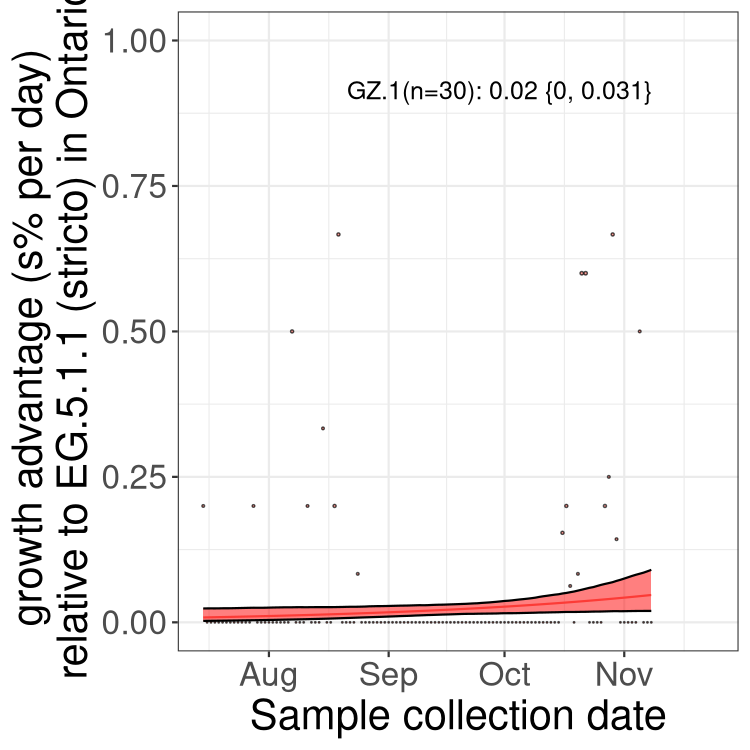 growth advantage (s% per day)
relative to EG.5.1.1 (stricto) in Ontario
1.00
0.75
0.50
0.25
0.00
GZ.1(n=30): 0.02 {0, 0.031}
Aug Sep Oct Nov
Sample collection date